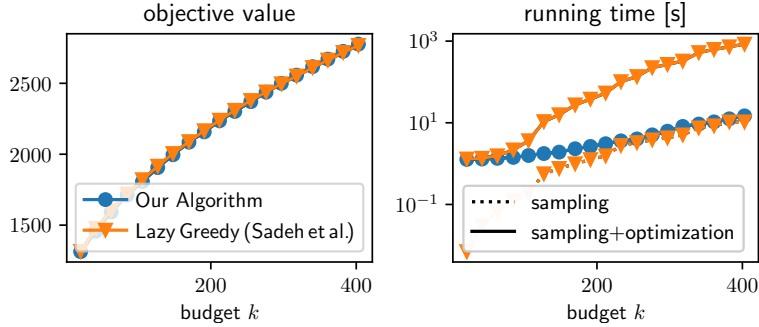 objective value
2500
2000
1500
Our Algorithm
Lazy Greedy (Sadeh et al.)
200
400
budget k
running time [s]
10³
10¹
10⁻¹
sampling
sampling+optimization
200
400
budget k